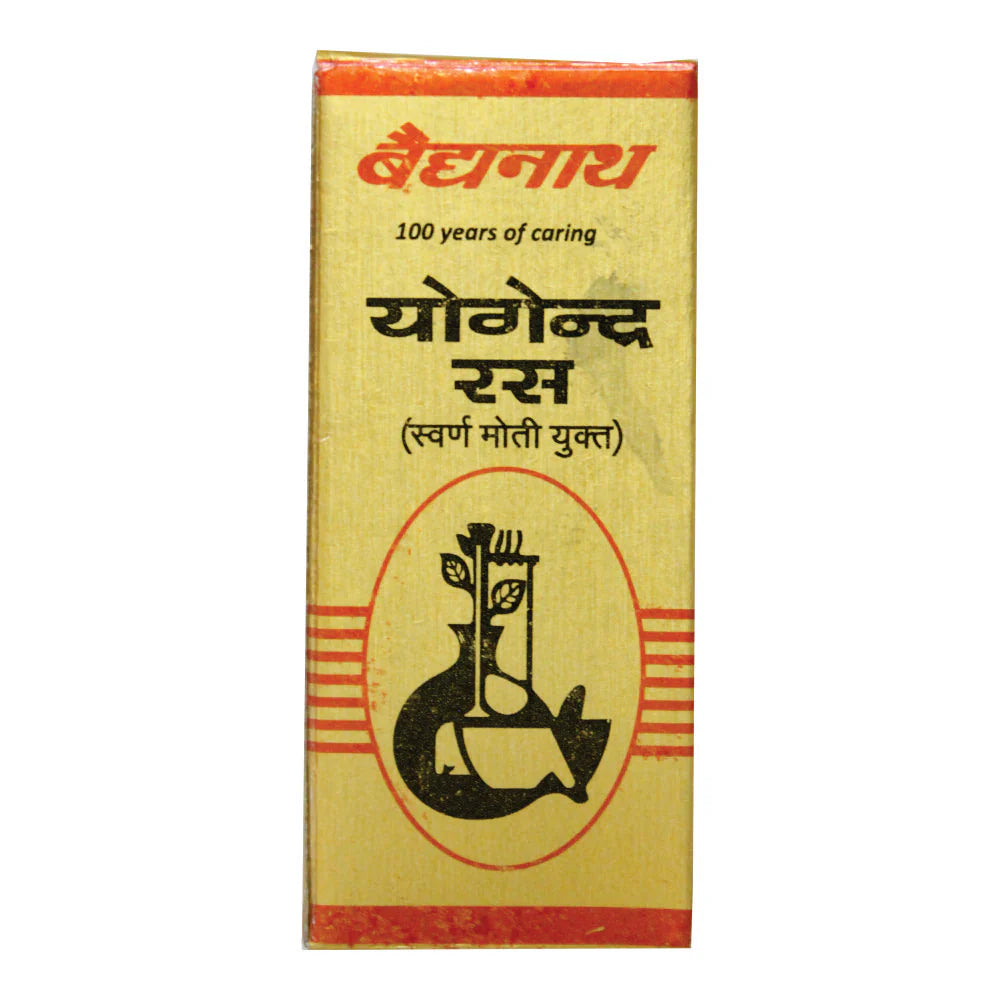 बैद्यनाथ
100 years of caring
योगेन्द्र
रस
(स्वर्ण मोती युक्त)